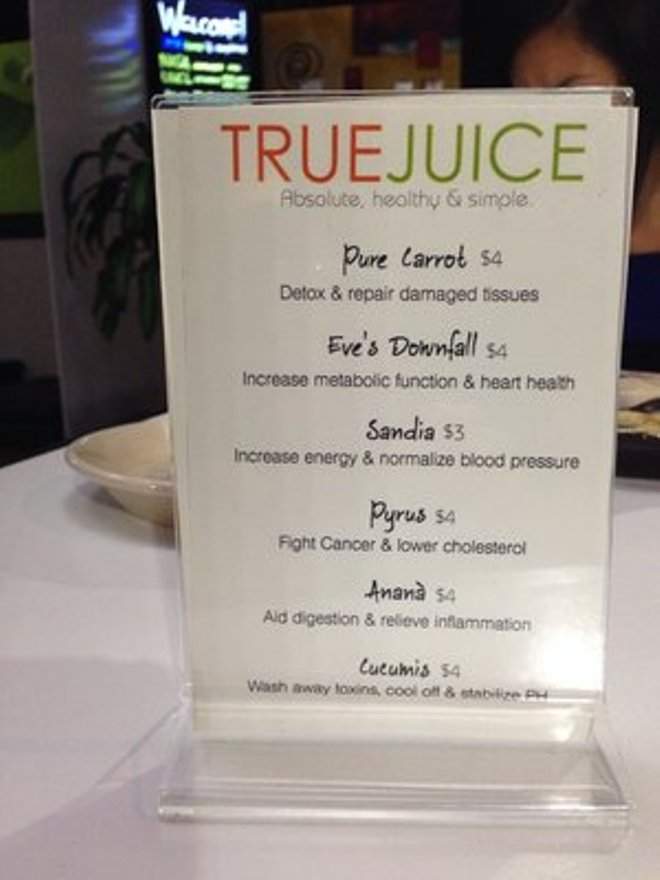 WELCOME!
TRUEJUICE
Absolute, healthy & simple.
Pure Carrot $4
Detox & repair damaged tissues
Eve's Downfall $4
Increase metabolic function & heart health
Sandia $3
Increase energy & normalize blood pressure
Pyrus $4
Fight Cancer & lower cholesterol
Ananà $4
Aid digestion & relieve inflammation
Cucumis $4
Wash away toxins, cool off & stabilize PH